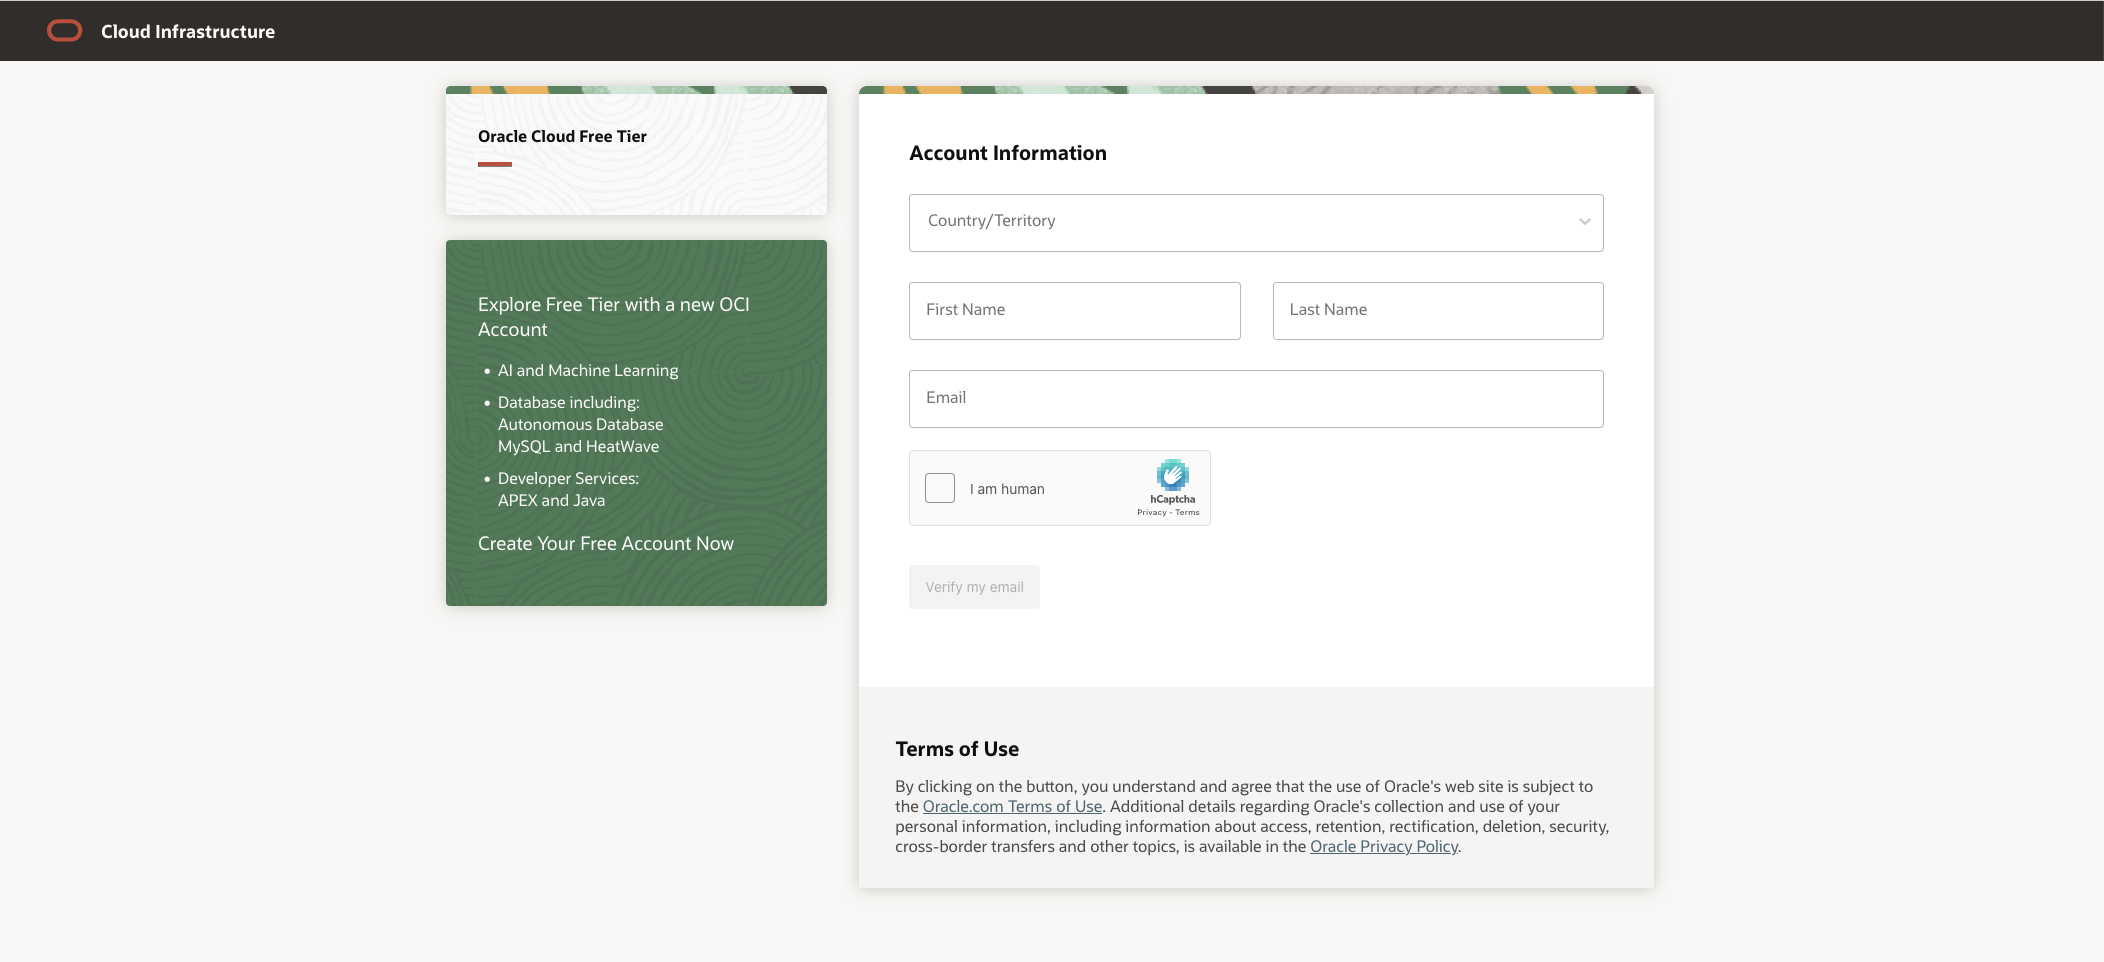 Cloud Infrastructure
Oracle Cloud Free Tier
Explore Free Tier with a new OCI
Account
• AI and Machine Learning
• Database including:
Autonomous Database
MySQL and HeatWave
• Developer Services:
APEX and Java
Create Your Free Account Now
Account Information
Country/Territory
First Name
Last Name
Email
I am human
hCaptcha
Privacy - Terms
Verify my email
Terms of Use
By clicking on the button, you understand and agree that the use of Oracle's web site is subject to
the Oracle.com Terms of Use. Additional details regarding Oracle's collection and use of your
personal information, including information about access, retention, rectification, deletion, security,
cross-border transfers and other topics, is available in the Oracle Privacy Policy.